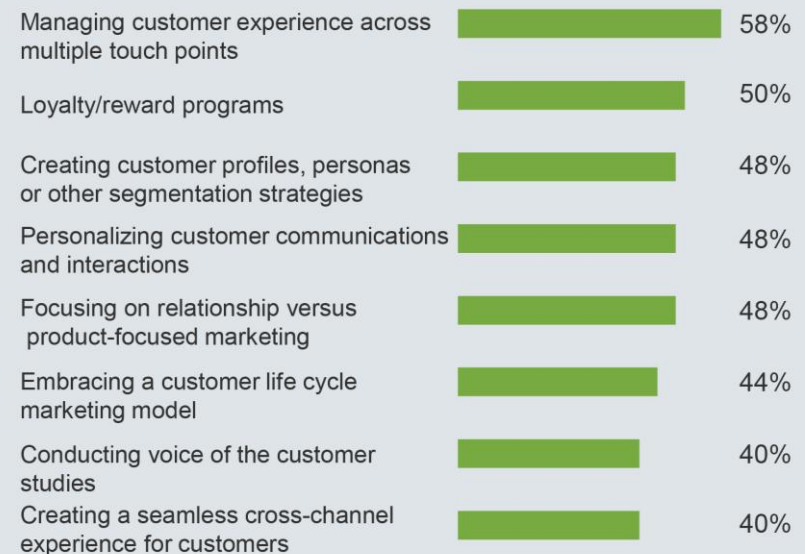 Managing customer experience across
multiple touch points
58%
Loyalty/reward programs
50%
Creating customer profiles, personas
or other segmentation strategies
48%
Personalizing customer communications
and interactions
48%
Focusing on relationship versus
product-focused marketing
48%
Embracing a customer life cycle
marketing model
44%
Conducting voice of the customer
studies
40%
Creating a seamless cross-channel
experience for customers
40%